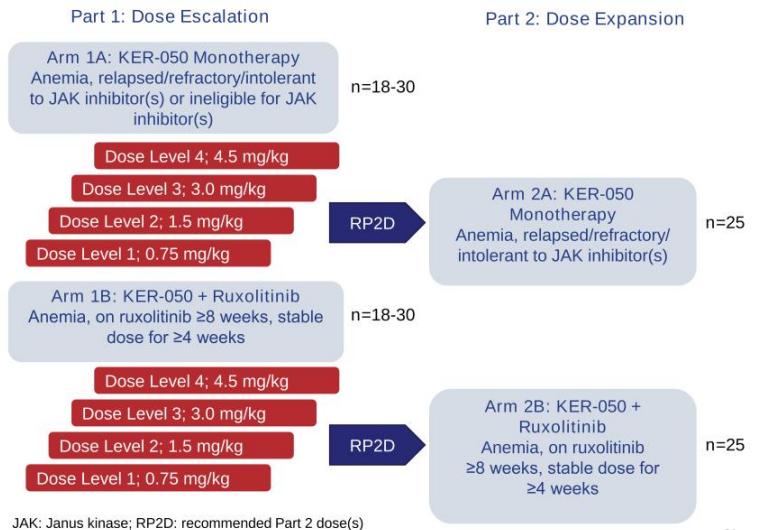 Part 1: Dose Escalation
Part 2: Dose Expansion
Arm 1A: KER-050 Monotherapy
Anemia, relapsed/refractory/intolerant
to JAK inhibitor(s) or ineligible for JAK
inhibitor(s)
n=18-30
Dose Level 4; 4.5 mg/kg
Dose Level 3; 3.0 mg/kg
Dose Level 2; 1.5 mg/kg
Dose Level 1; 0.75 mg/kg
RP2D
Arm 2A: KER-050
Monotherapy
Anemia, relapsed/refractory/
intolerant to JAK inhibitor(s)
n=25
Arm 1B: KER-050 + Ruxolitinib
Anemia, on ruxolitinib ≥8 weeks, stable
dose for ≥4 weeks
n=18-30
Dose Level 4; 4.5 mg/kg
Dose Level 3; 3.0 mg/kg
Dose Level 2; 1.5 mg/kg
Dose Level 1; 0.75 mg/kg
RP2D
Arm 2B: KER-050 +
Ruxolitinib
Anemia, on ruxolitinib
≥8 weeks, stable dose for
≥4 weeks
n=25
JAK: Janus kinase; RP2D: recommended Part 2 dose(s)